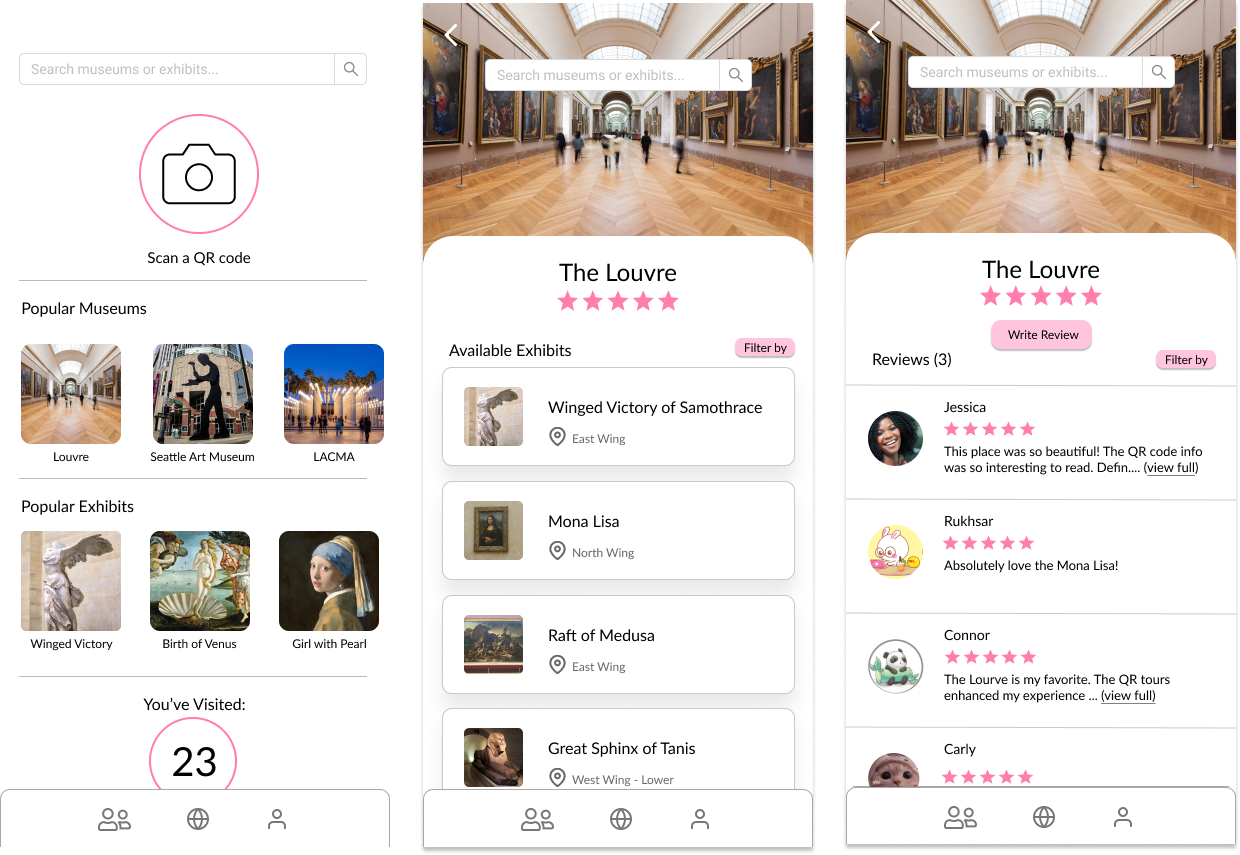 Search museums or exhibits...
Scan a QR code
Popular Museums
Louvre
Seattle Art Museum
LACMA
Popular Exhibits
Winged Victory
Birth of Venus
Girl with Pearl
You've Visited:
23
Search museums or exhibits...
The Louvre
Available Exhibits
Filter by
Winged Victory of Samothrace
East Wing
Mona Lisa
North Wing
Raft of Medusa
East Wing
Great Sphinx of Tanis
West Wing - Lower
Search museums or exhibits...
The Louvre
Write Review
Reviews (3)
Filter by
Jessica
This place was so beautiful! The QR code info
was so interesting to read. Defin.... (view full)
Rukhsar
Absolutely love the Mona Lisa!
Connor
The Lourve is my favorite. The QR tours
enhanced my experience ... (view full)
Carly